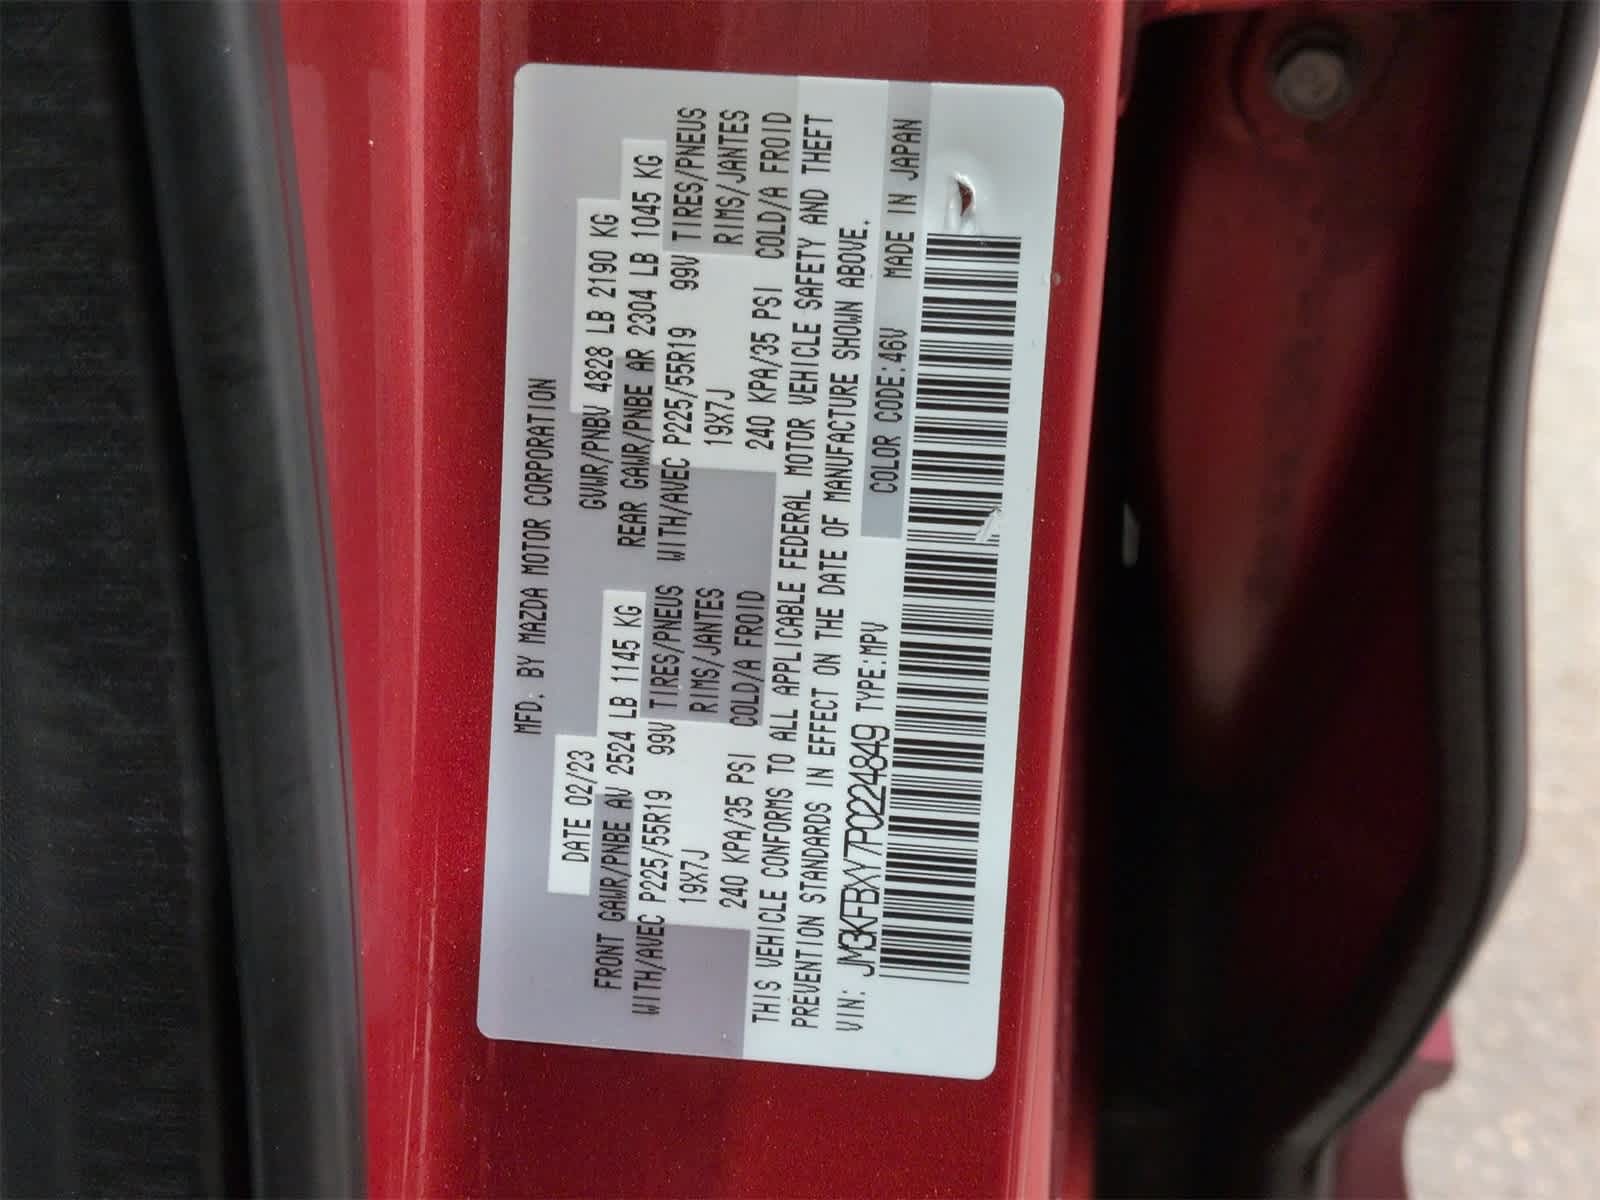 MFD. BY MAZDA MOTOR CORPORATION
DATE 02/23 GVWR/PNBV 4828 LB 2190 KG
FRONT GAWR/PNBE AV 2524 LB 1145 KG REAR GAWR/PNBE AR 2304 LB 1045 KG
WITH/AVEC P225/55R19 99V TIRES/PNEUS WITH/AVEC P225/55R19 99V TIRES/PNEUS
19X7J RIMS/JANTES 19X7J RIMS/JANTES
240 KPA/35 PSI COLD/A FROID 240 KPA/35 PSI COLD/A FROID
THIS VEHICLE CONFORMS TO ALL APPLICABLE FEDERAL MOTOR VEHICLE SAFETY AND THEFT
PREVENTION STANDARDS IN EFFECT ON THE DATE OF MANUFACTURE SHOWN ABOVE.
VIN: JM3KFBXY7P0224849 TYPE:MPV COLOR CODE:46V MADE IN JAPAN